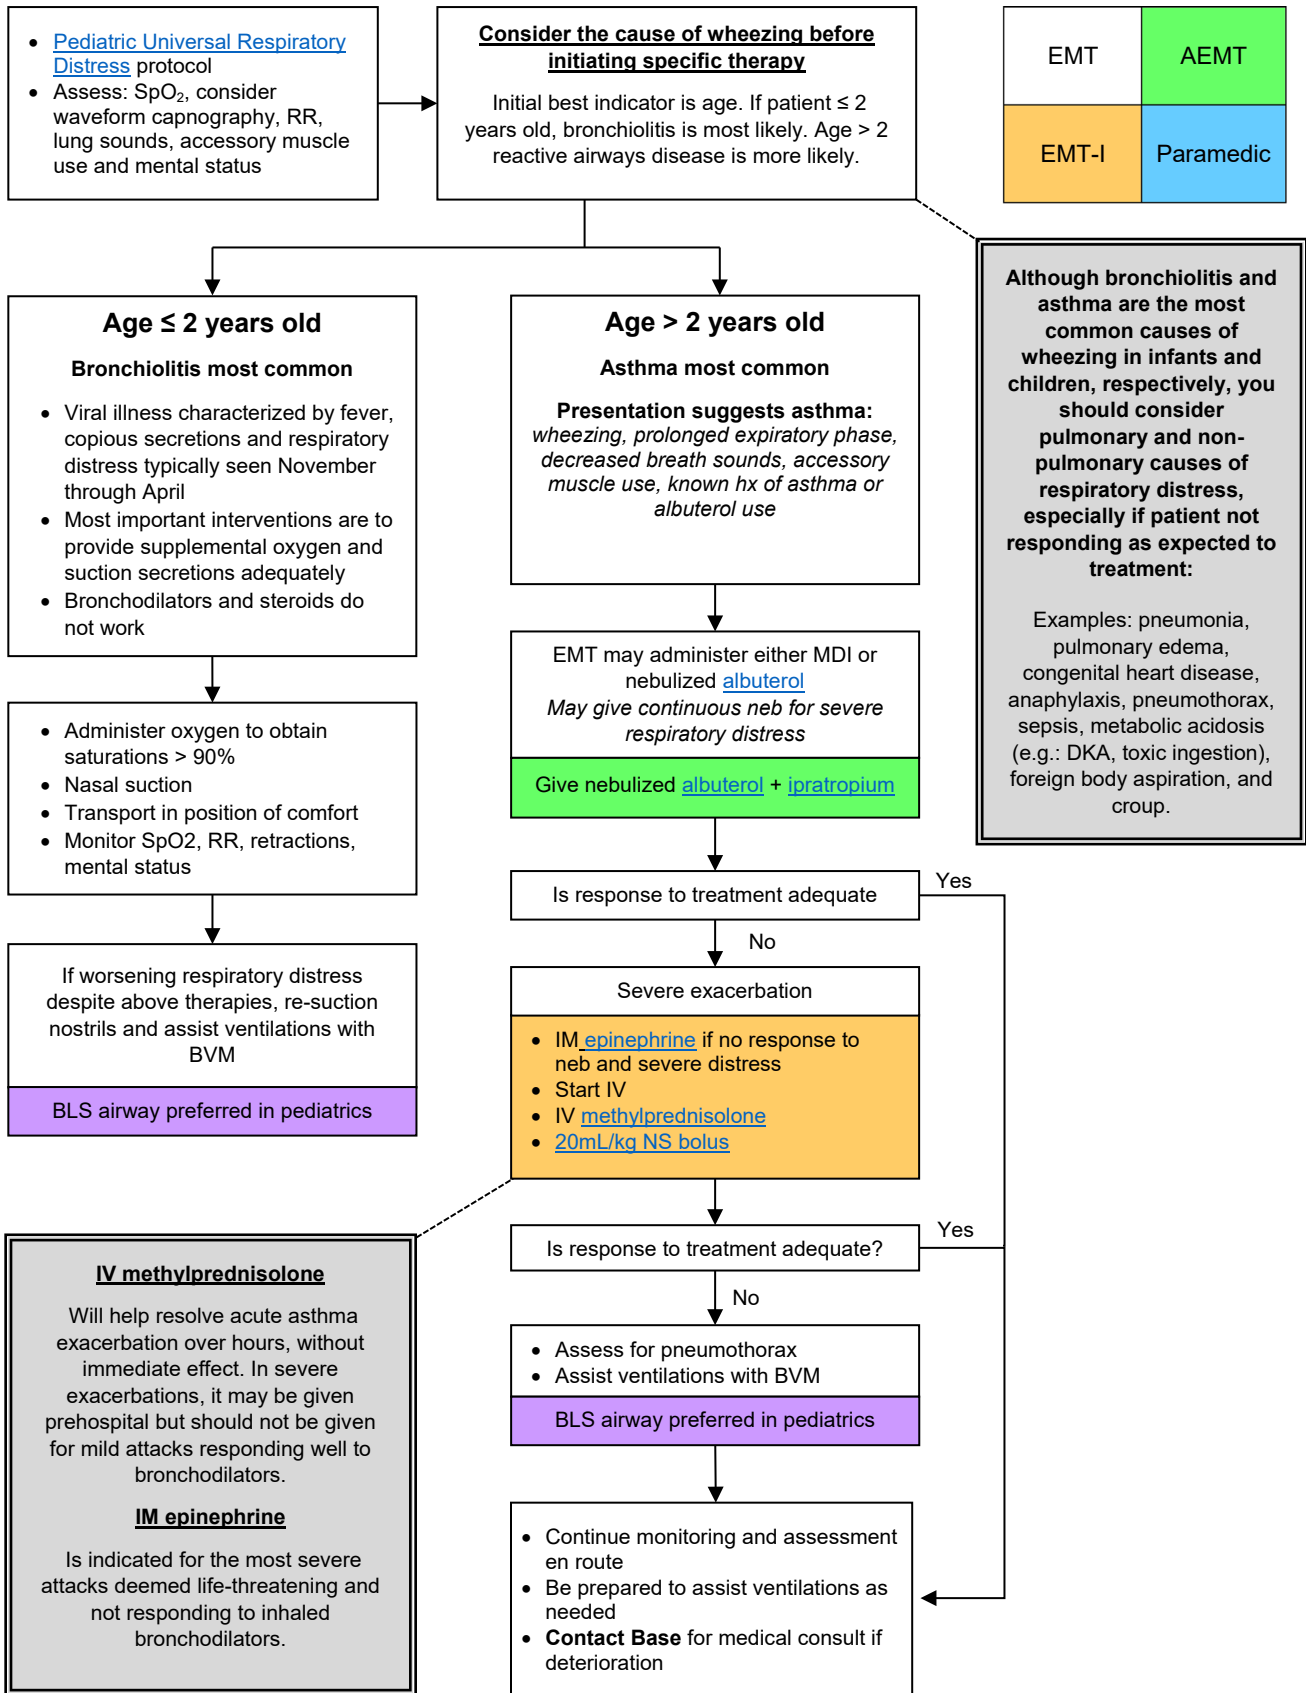 • Pediatric Universal Respiratory
Distress protocol
• Assess: SpO₂, consider
waveform capnography, RR,
lung sounds, accessory muscle
use and mental status
Consider the cause of wheezing before
initiating specific therapy
Initial best indicator is age. If patient ≤ 2
years old, bronchiolitis is most likely. Age > 2
reactive airways disease is more likely.
EMT
AEMT
EMT-I
Paramedic
Although bronchiolitis and
asthma are the most
common causes of
wheezing in infants and
children, respectively, you
should consider
pulmonary and non-
pulmonary causes of
respiratory distress,
especially if patient not
responding as expected to
treatment:
Examples: pneumonia,
pulmonary edema,
congenital heart disease,
anaphylaxis, pneumothorax,
sepsis, metabolic acidosis
(e.g.: DKA, toxic ingestion),
foreign body aspiration, and
croup.
Age ≤ 2 years old
Bronchiolitis most common
• Viral illness characterized by fever,
copious secretions and respiratory
distress typically seen November
through April
• Most important interventions are to
provide supplemental oxygen and
suction secretions adequately
• Bronchodilators and steroids do
not work
• Administer oxygen to obtain
saturations > 90%
• Nasal suction
• Transport in position of comfort
• Monitor SpO2, RR, retractions,
mental status
If worsening respiratory distress
despite above therapies, re-suction
nostrils and assist ventilations with
BVM
BLS airway preferred in pediatrics
Age > 2 years old
Asthma most common
Presentation suggests asthma:
wheezing, prolonged expiratory phase,
decreased breath sounds, accessory
muscle use, known hx of asthma or
albuterol use
EMT may administer either MDI or
nebulized albuterol
May give continuous neb for severe
respiratory distress
Give nebulized albuterol + ipratropium
Is response to treatment adequate
Yes
No
Severe exacerbation
• IM epinephrine if no response to
neb and severe distress
• Start IV
• IV methylprednisolone
• 20mL/kg NS bolus
Is response to treatment adequate?
Yes
No
• Assess for pneumothorax
• Assist ventilations with BVM
BLS airway preferred in pediatrics
• Continue monitoring and assessment
en route
• Be prepared to assist ventilations as
needed
• Contact Base for medical consult if
deterioration
IV methylprednisolone
Will help resolve acute asthma
exacerbation over hours, without
immediate effect. In severe
exacerbations, it may be given
prehospital but should not be given
for mild attacks responding well to
bronchodilators.
IM epinephrine
Is indicated for the most severe
attacks deemed life-threatening and
not responding to inhaled
bronchodilators.